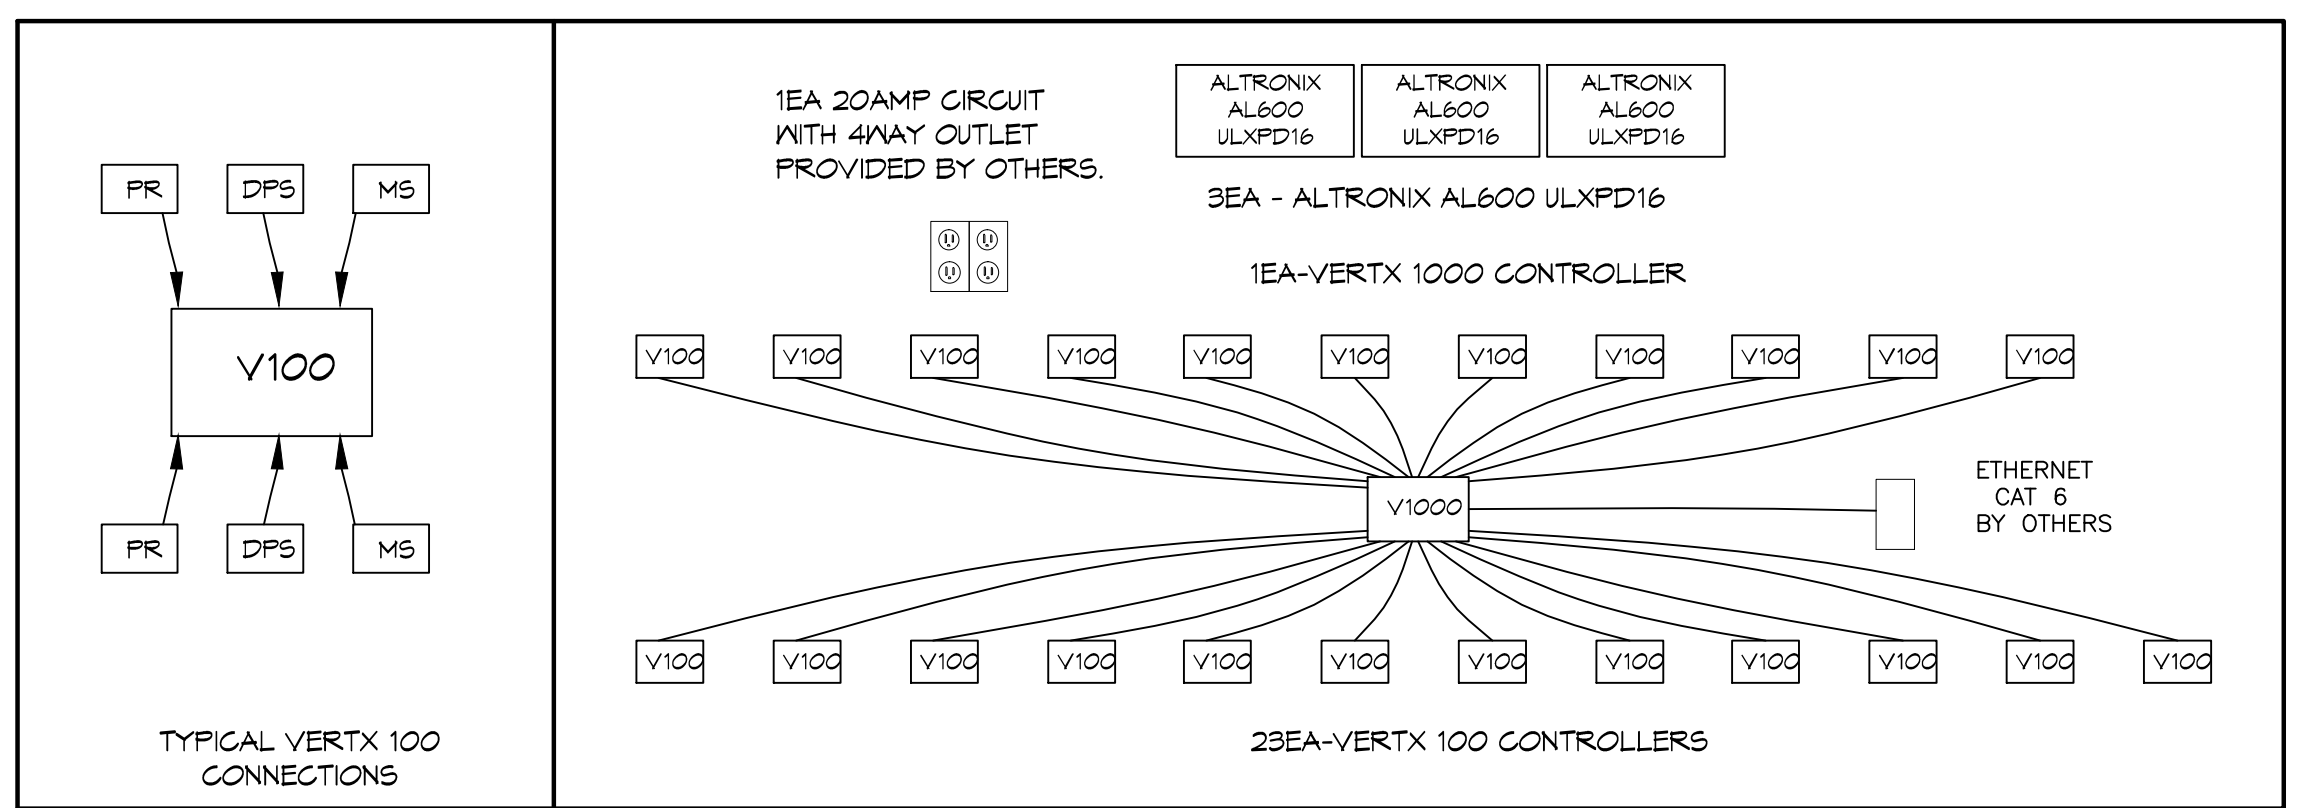 PR DPS MS
V100
PR DPS MS
TYPICAL VERTX 100
CONNECTIONS
1EA 20AMP CIRCUIT
WITH 4WAY OUTLET
PROVIDED BY OTHERS.
ALTRONIX
AL600
ULXPD16
ALTRONIX
AL600
ULXPD16
ALTRONIX
AL600
ULXPD16
3EA - ALTRONIX AL600 ULXPD16
1EA-VERTX 1000 CONTROLLER
V100 V100 V100 V100 V100 V100 V100 V100 V100 V100 V100
V1000
ETHERNET
CAT 6
BY OTHERS
V100 V100 V100 V100 V100 V100 V100 V100 V100 V100 V100 V100
23EA-VERTX 100 CONTROLLERS